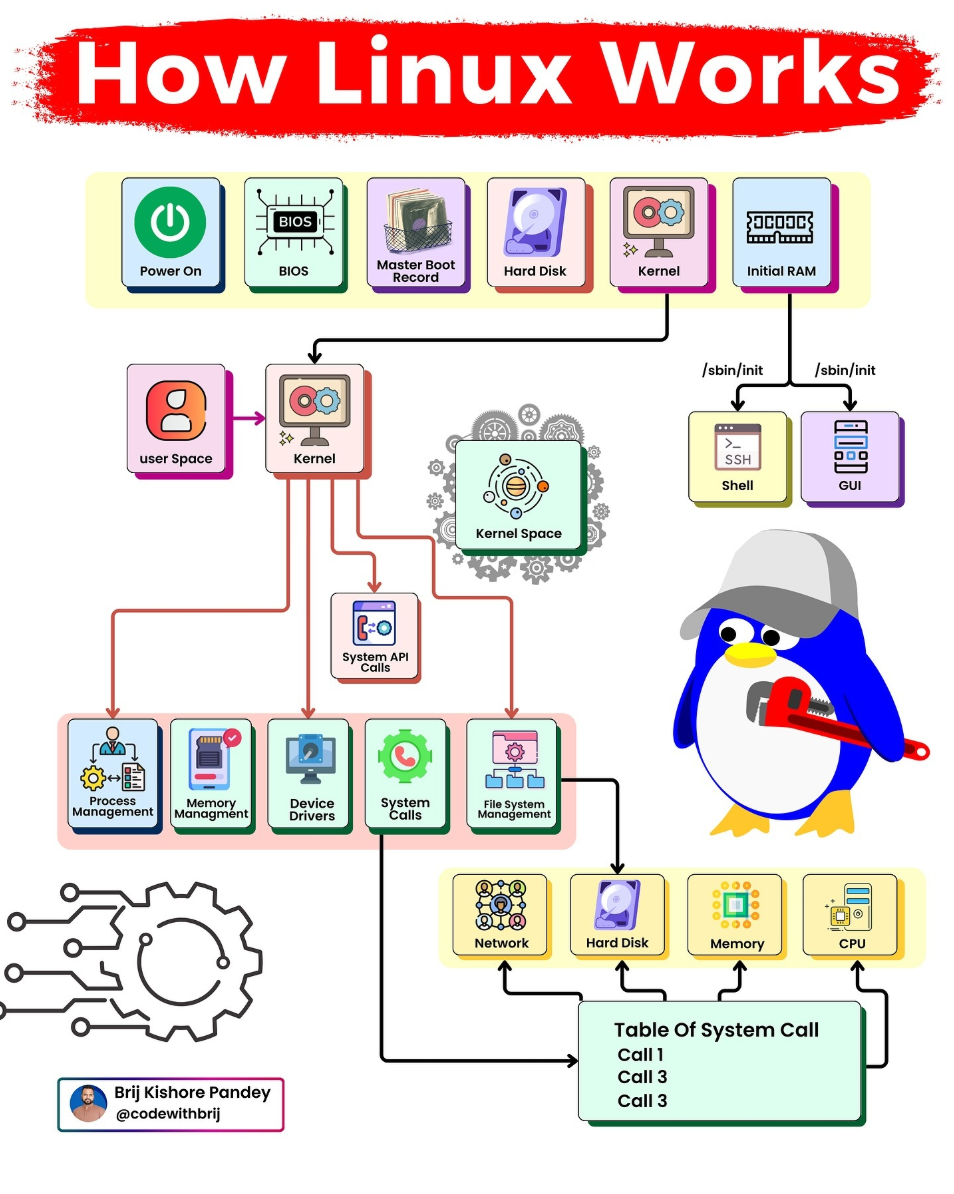 How Linux Works
BIOS
Power On
BIOS
Master Boot
Record
Hard Disk
Kernel
Initial RAM
/sbin/init
/sbin/init
user Space
Kernel
>_
SSH
Shell
GUI
Kernel Space
System API
Calls
Process
Management
Memory
Managment
Device
Drivers
System
Calls
File System
Management
Network
Hard Disk
Memory
CPU
Table Of System Call
Call 1
Call 3
Call 3
Brij Kishore Pandey
@codewithbrij